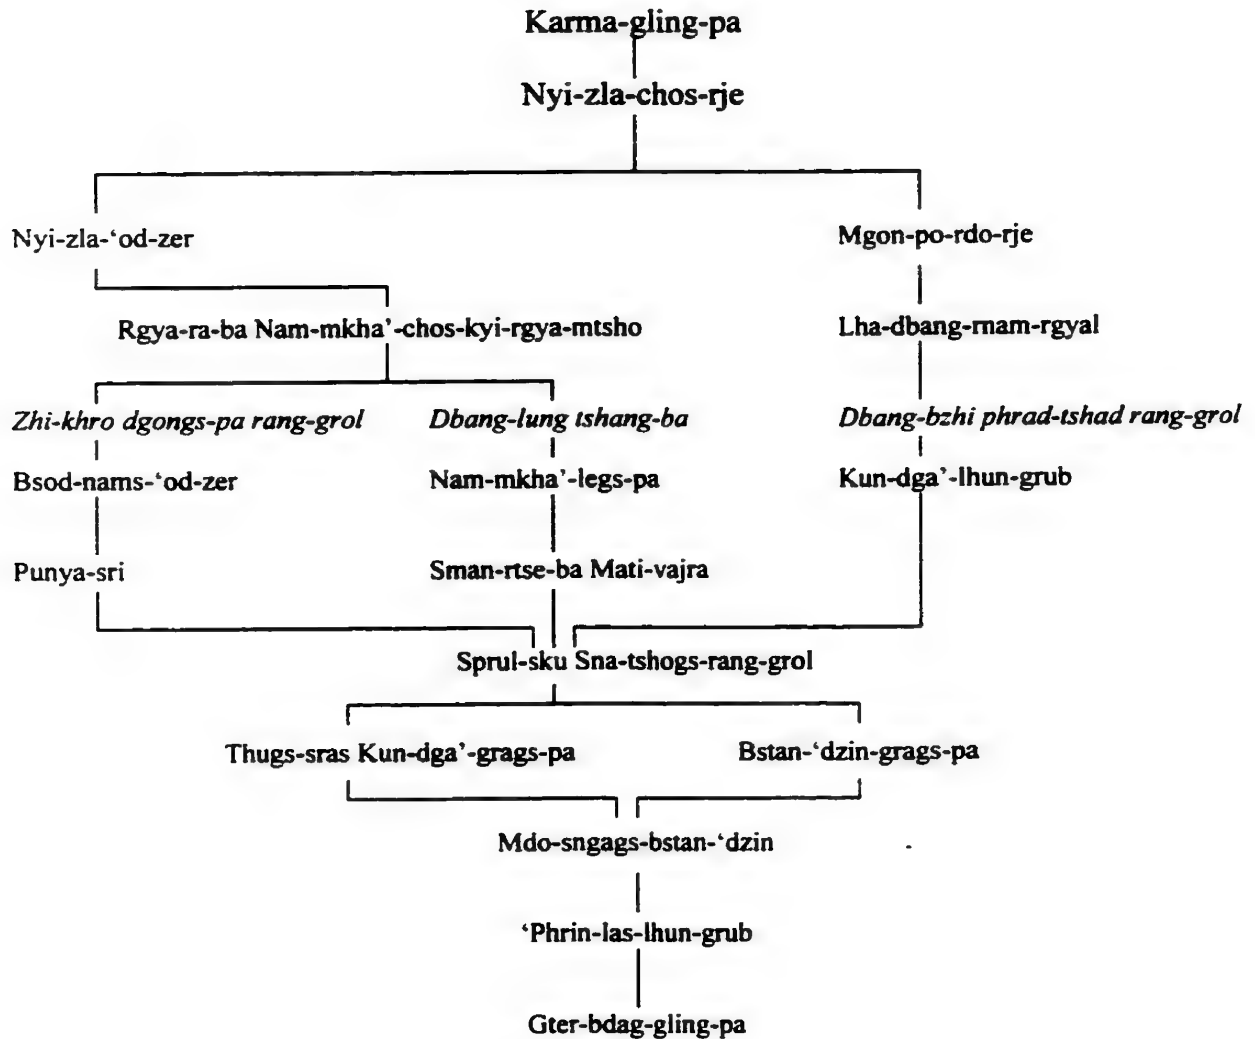 Karma-gling-pa
Nyi-zla-chos-rje
Nyi-zla-‘od-zer
Mgon-po-rdo-rje
Rgya-ra-ba Nam-mkha’-chos-kyi-rgya-mtsho
Lha-dbang-rnam-rgyal
Zhi-khro dgongs-pa rang-grol
Dbang-lung tshang-ba
Dbang-bzhi phrad-tshad rang-grol
Bsod-nams-‘od-zer
Nam-mkha’-legs-pa
Kun-dga’-lhun-grub
Punya-sri
Sman-rtse-ba Mati-vajra
Sprul-sku Sna-tshogs-rang-grol
Thugs-sras Kun-dga’-grags-pa
Bstan-‘dzin-grags-pa
Mdo-sngags-bstan-‘dzin
‘Phrin-las-lhun-grub
Gter-bdag-gling-pa